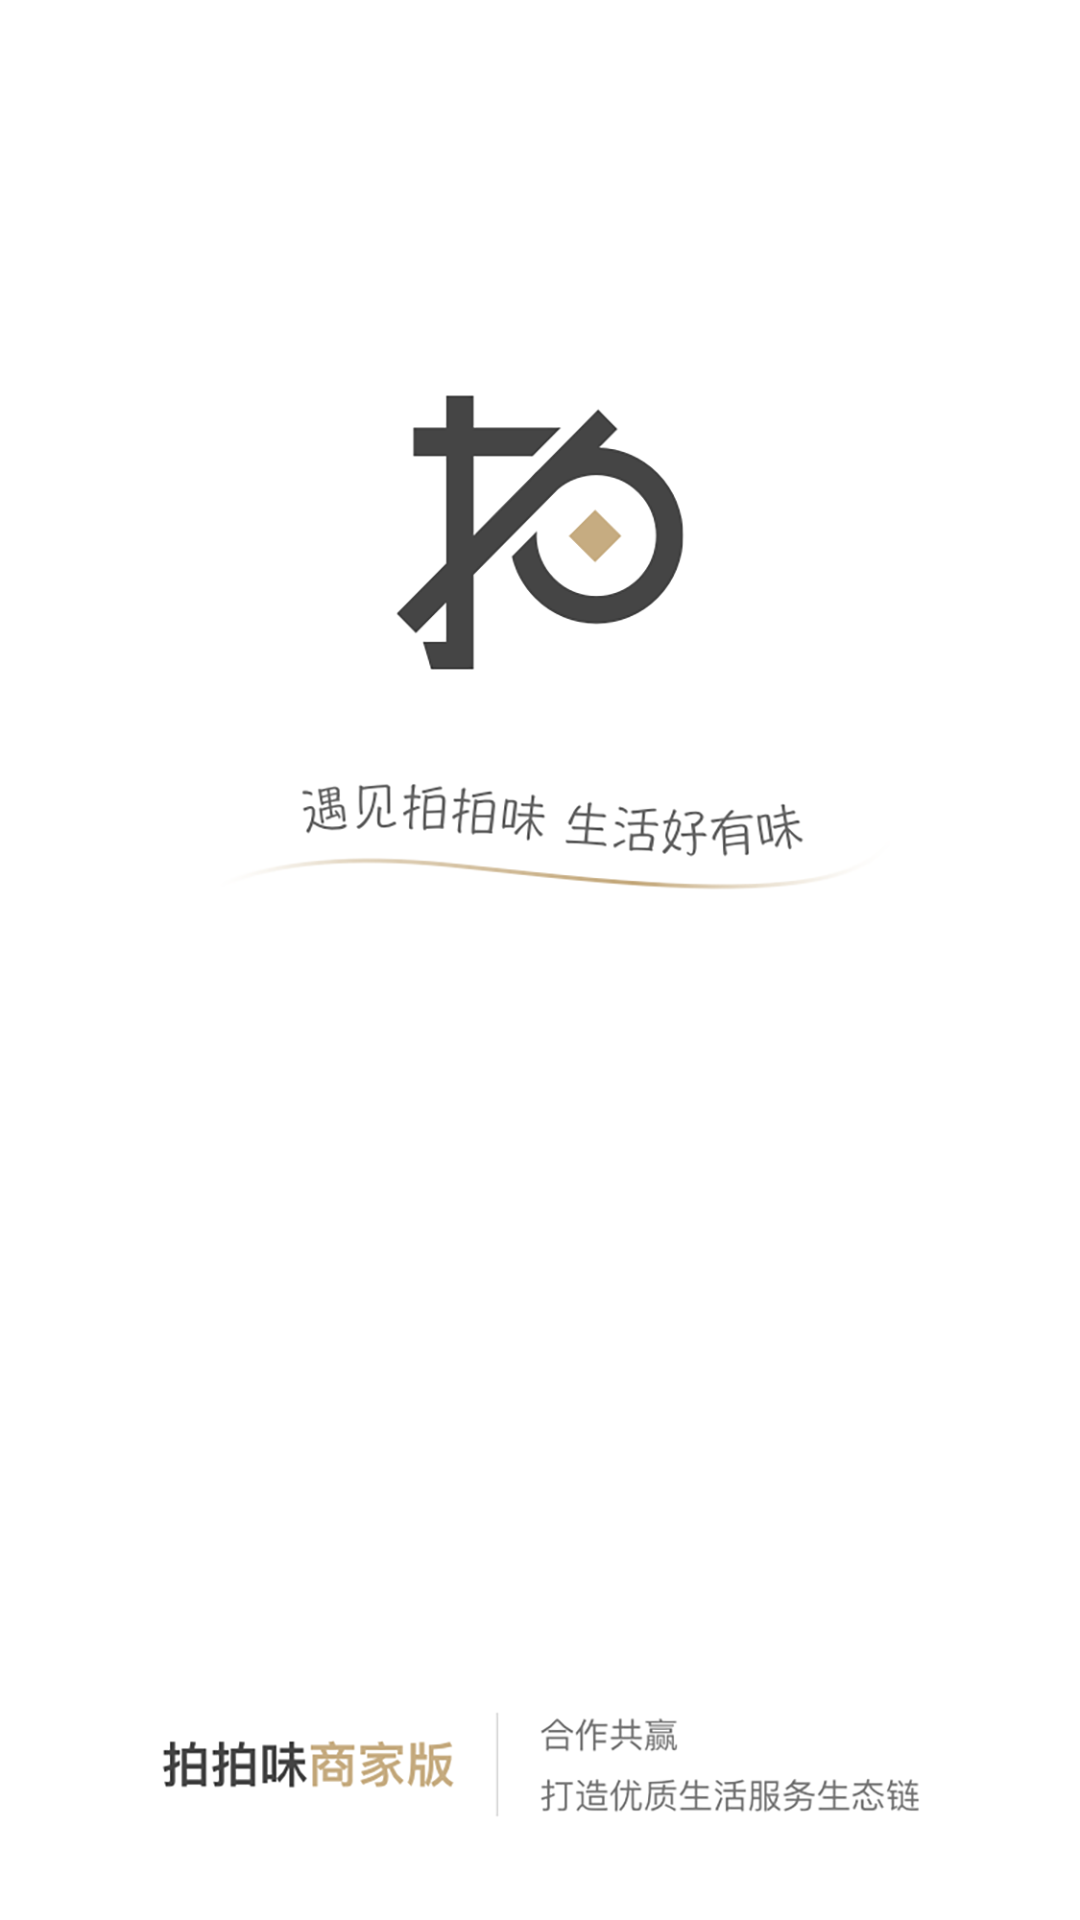 拍
遇见拍拍味 生活好有味
拍拍味商家版
合作共赢
打造优质生活服务生态链